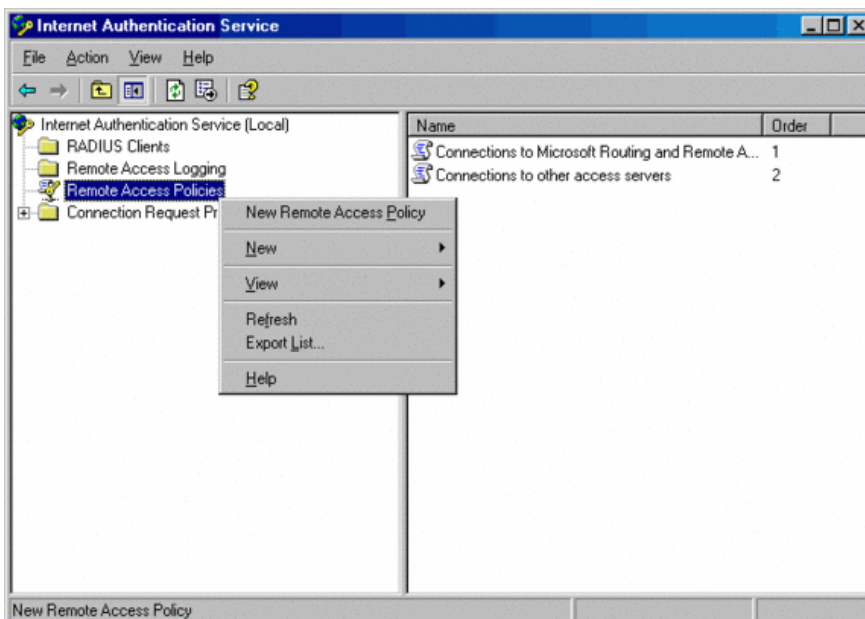 Internet Authentication Service
File Action View Help
Internet Authentication Service (Local)
RADIUS Clients
Remote Access Logging
Remote Access Policies
Connection Request Pr
New Remote Access Policy
New
View
Refresh
Export List...
Help
Name Order
Connections to Microsoft Routing and Remote A... 1
Connections to other access servers 2
New Remote Access Policy